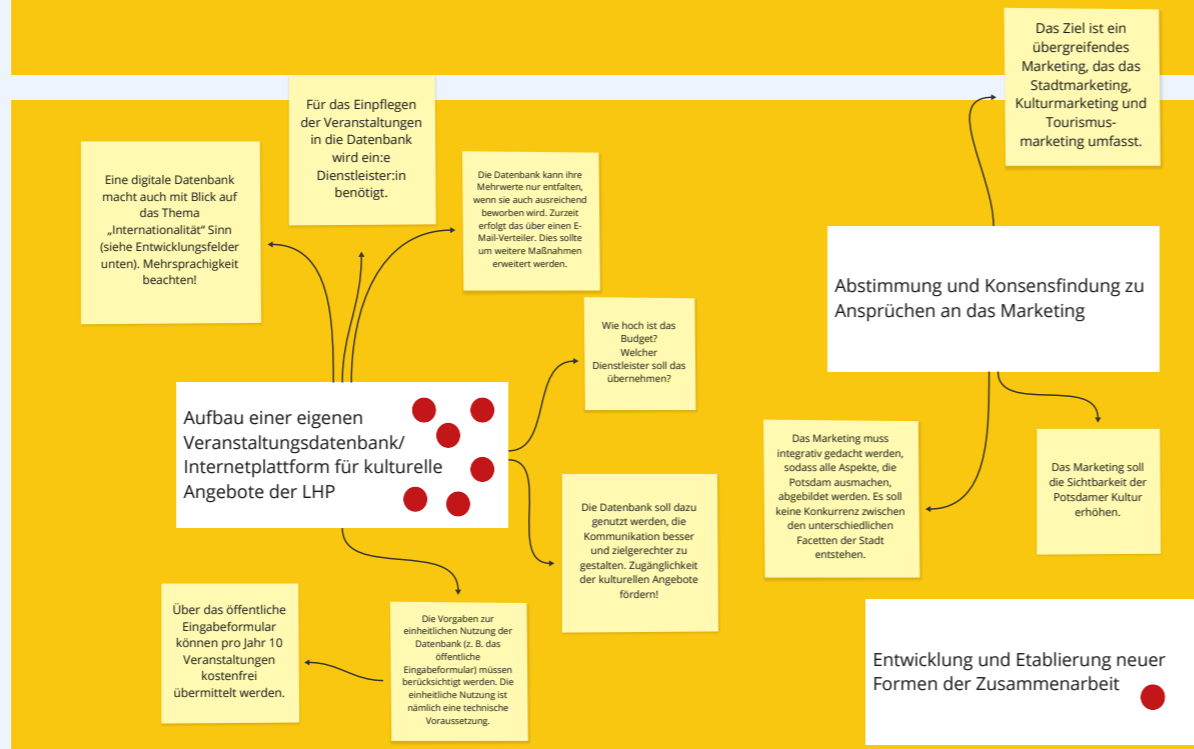 Das Ziel ist ein
übergreifendes
Marketing, das das
Stadtmarketing,
Kulturmarketing und
Tourismus-
marketing umfasst.
Für das Einpflegen
der Veranstaltungen
in die Datenbank
wird ein:e
Dienstleister:in
benötigt.
Eine digitale Datenbank
macht auch mit Blick auf
das Thema
„Internationalität“ Sinn
(siehe Entwicklungsfelder
unten). Mehrsprachigkeit
beachten!
Die Datenbank kann ihre
Mehrwerte nur entfalten,
wenn sie auch ausreichend
beworben wird. Zurzeit
erfolgt das über einen E-
Mail-Verteiler. Dies sollte
um weitere Maßnahmen
erweitert werden.
Abstimmung und Konsensfindung zu
Ansprüchen an das Marketing
Wie hoch ist das
Budget?
Welcher
Dienstleister soll das
übernehmen?
Aufbau einer eigenen
Veranstaltungsdatenbank/
Internetplattform für kulturelle
Angebote der LHP
Das Marketing muss
integrativ gedacht werden,
sodass alle Aspekte, die
Potsdam ausmachen,
abgebildet werden. Es soll
keine Konkurrenz zwischen
den unterschiedlichen
Facetten der Stadt
entstehen.
Das Marketing soll
die Sichtbarkeit der
Potsdamer Kultur
erhöhen.
Die Datenbank soll dazu
genutzt werden, die
Kommunikation besser
und zielgerechter zu
gestalten. Zugänglichkeit
der kulturellen Angebote
fördern!
Über das öffentliche
Eingabeformular
können pro Jahr 10
Veranstaltungen
kostenfrei
übermittelt werden.
Die Vorgaben zur
einheitlichen Nutzung der
Datenbank (z. B. das
öffentliche
Eingabeformular) müssen
berücksichtigt werden. Die
einheitliche Nutzung ist
nämlich eine technische
Voraussetzung.
Entwicklung und Etablierung neuer
Formen der Zusammenarbeit